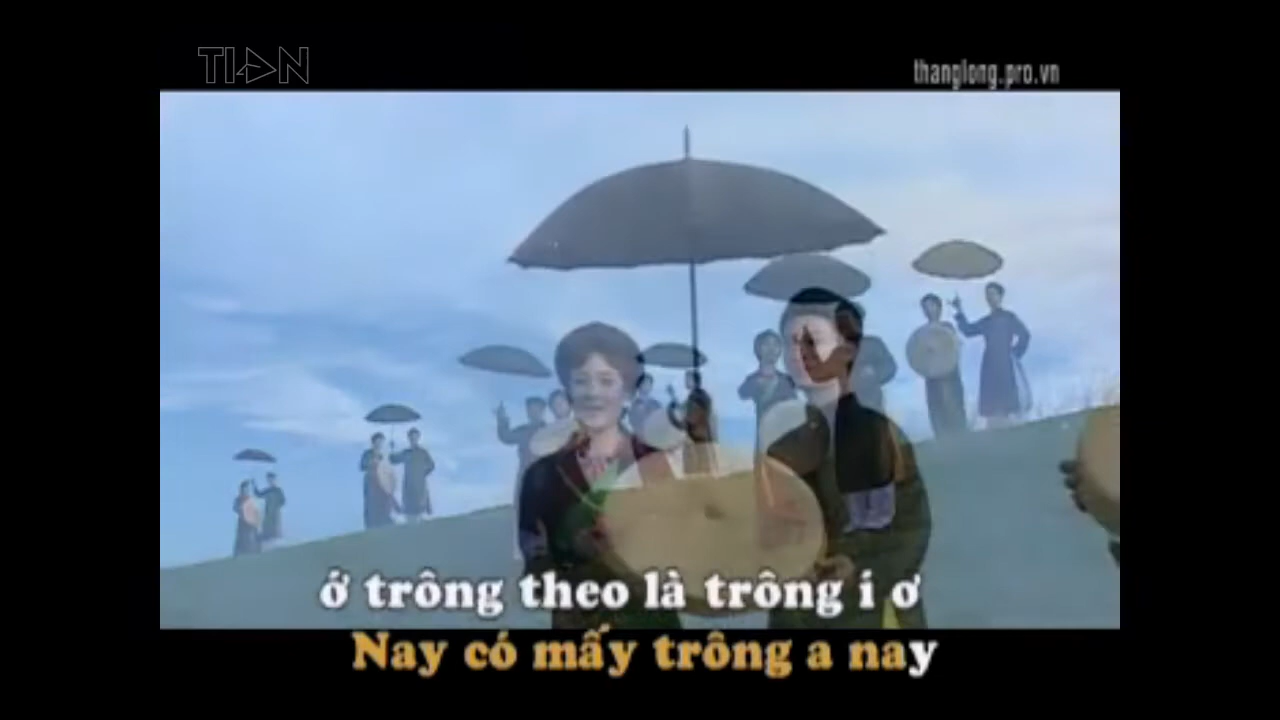 TIAN
thanglong.pro.vn
ở trông theo là trông i ơ
Nay có mấy trông a nay